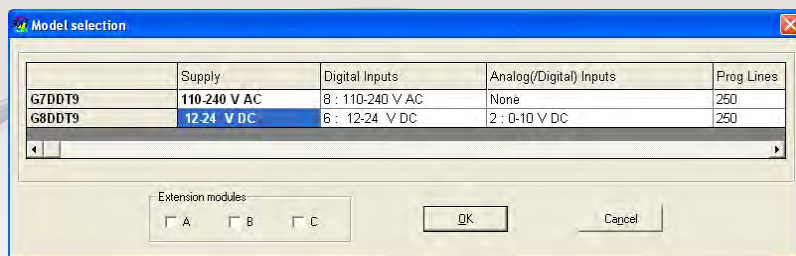 Model selection
Supply Digital Inputs Analog(/Digital) Inputs Prog Lines
G7DDT9 110-240 V AC 8 : 110-240 V AC None 250
G8DDT9 12-24 V DC 6 : 12-24 V DC 2 : 0-10 V DC 250
Extension modules
A B C
OK Cancel